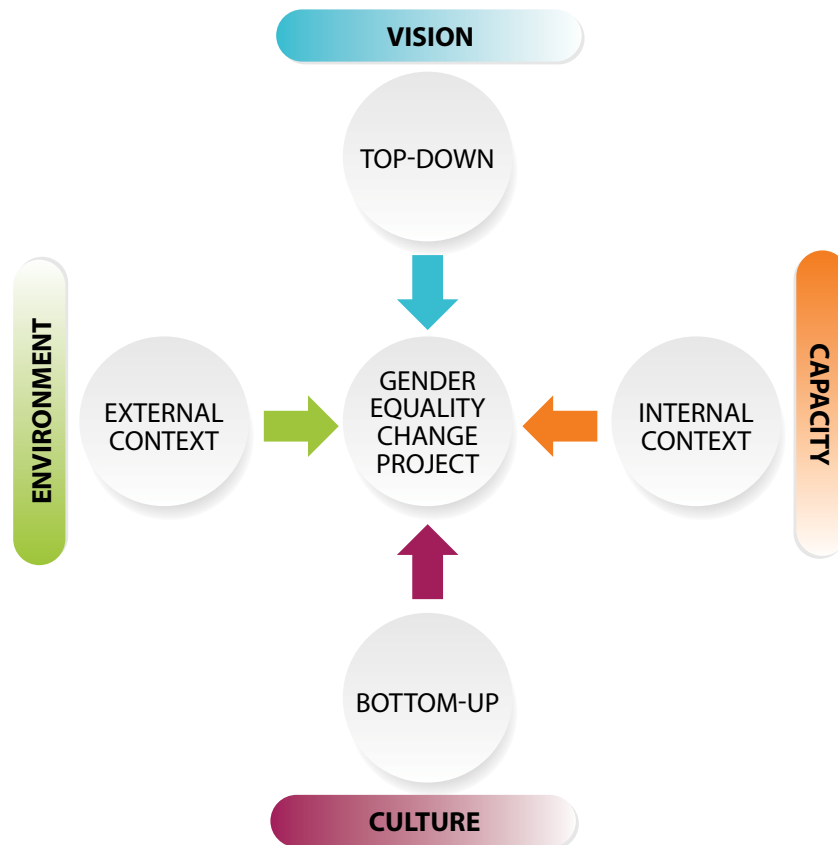 VISION
TOP-DOWN
ENVIRONMENT
EXTERNAL
CONTEXT
GENDER
EQUALITY
CHANGE
PROJECT
INTERNAL
CONTEXT
CAPACITY
BOTTOM-UP
CULTURE